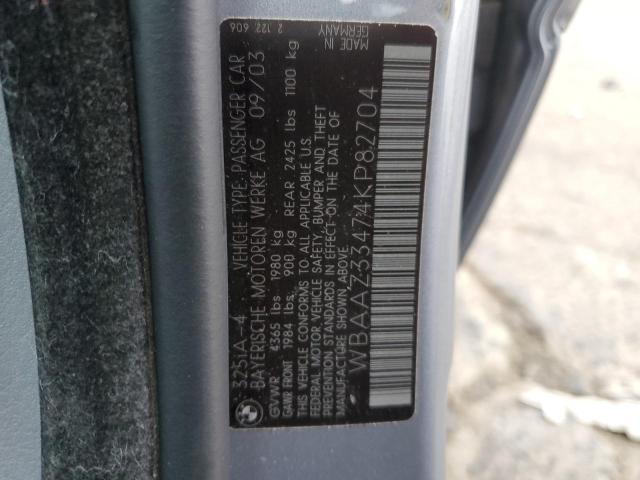 325iA-4 VEHICLE TYPE: PASSENGER CAR
BAYERISCHE MOTOREN WERKE AG 09/03
GVWR 4365 lbs 1980 kg
GAWR FRONT 1984 lbs 900 kg REAR 2425 lbs 1100 kg
THIS VEHICLE CONFORMS TO ALL APPLICABLE U.S.
FEDERAL MOTOR VEHICLE SAFETY, BUMPER AND THEFT
PREVENTION STANDARDS IN EFFECT ON THE DATE OF
MANUFACTURE SHOWN ABOVE.
WBAAZ33474KP82704
2 122 606
MADE IN
GERMANY